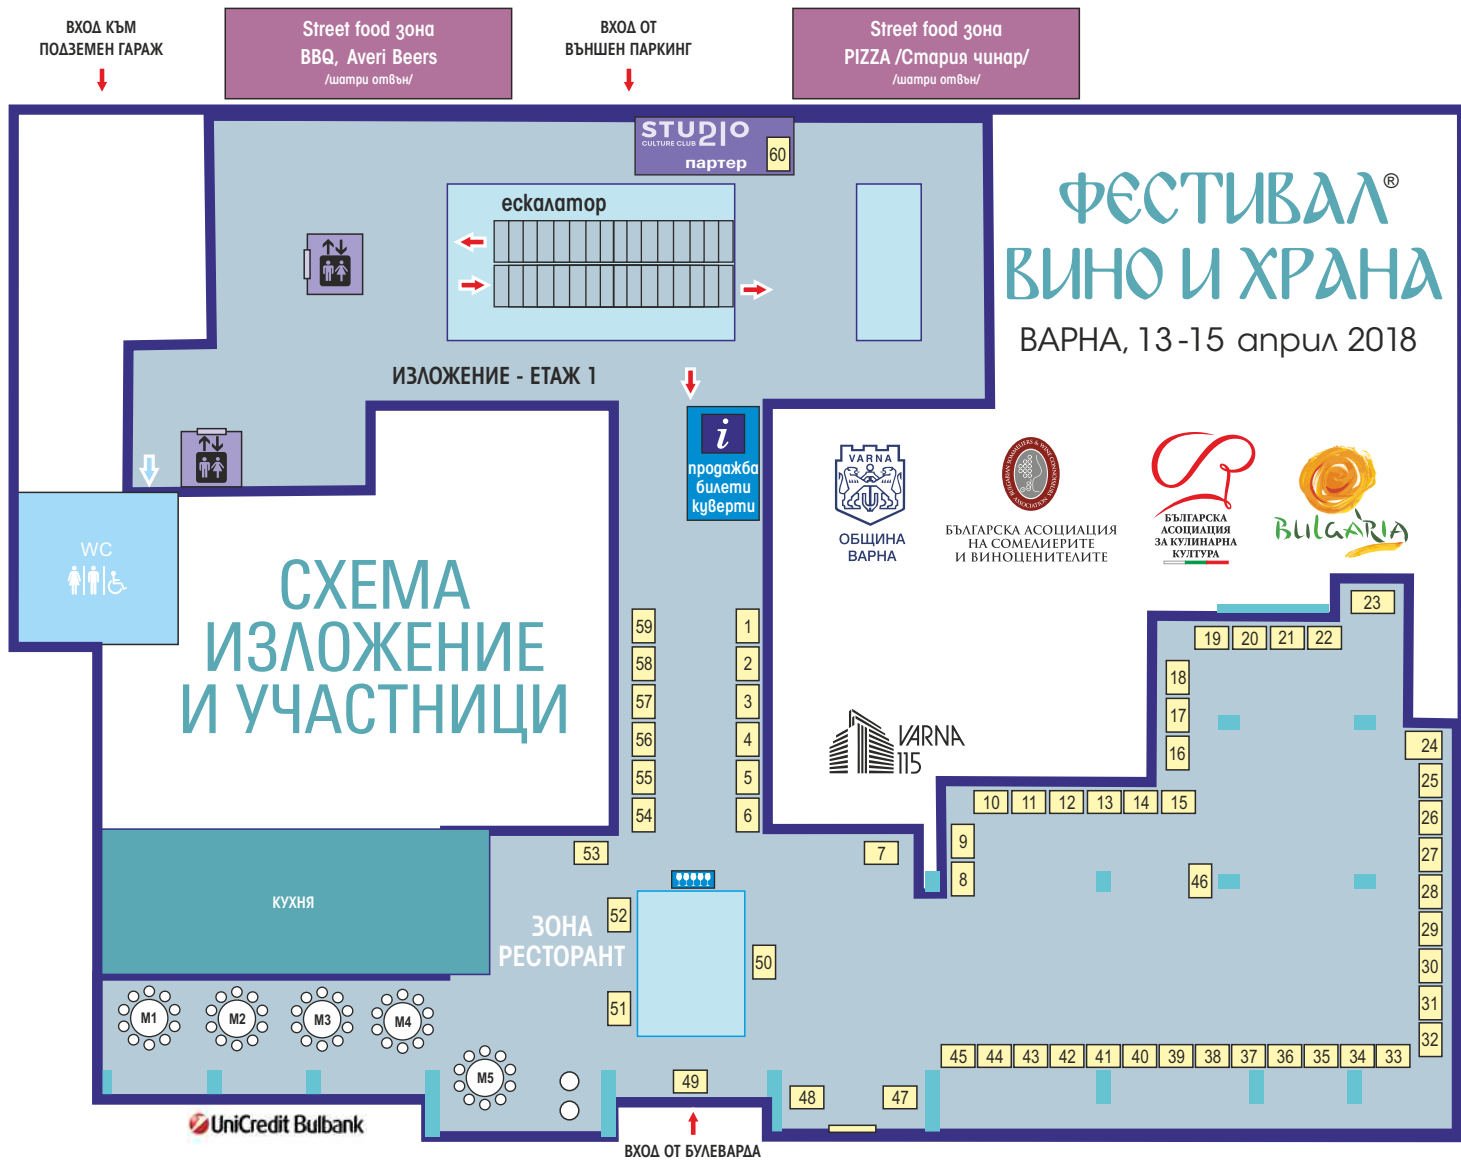 ВХОД КЪМ
ПОДЗЕМЕН ГАРАЖ
Street food зона
BBQ, Averi Beers
/шатри отвън/
ВХОД ОТ
ВЪНШЕН ПАРКИНГ
Street food зона
PIZZA /Стария чинар/
/шатри отвън/
STUDIO 21
CULTURE CLUB
партер
60
ескалатор
ФЕСТИВАЛ®
ВИНО И ХРАНА
ВАРНА, 13-15 април 2018
ИЗЛОЖЕНИЕ - ЕТАЖ 1
i
продажба
билети
куверти
VARNA
ОБЩИНА
ВАРНА
BULGARIAN SOMMELIERS & WINE CONNOISSEURS ASSOCIATION
БЪЛГАРСКА АСОЦИАЦИЯ
НА СОМЕЛИЕРИТЕ
И ВИНОЦЕНИТЕЛИТЕ
БЪЛГАРСКА
АСОЦИАЦИЯ
ЗА КУЛИНАРНА
КУЛТУРА
BULGARIA
WC
СХЕМА
ИЗЛОЖЕНИЕ
И УЧАСТНИЦИ
59
58
57
56
55
54
1
2
3
4
5
6
VARNA
115
23
19 20 21 22
18
17
16
24
25
26
27
28
29
30
31
32
10 11 12 13 14 15
9
8
7
46
53
52
51
50
КУХНЯ
ЗОНА
РЕСТОРАНТ
M1 M2 M3 M4
M5
45 44 43 42 41 40 39 38 37 36 35 34 33
49
48
47
UniCredit Bulbank
ВХОД ОТ БУЛЕВАРДА